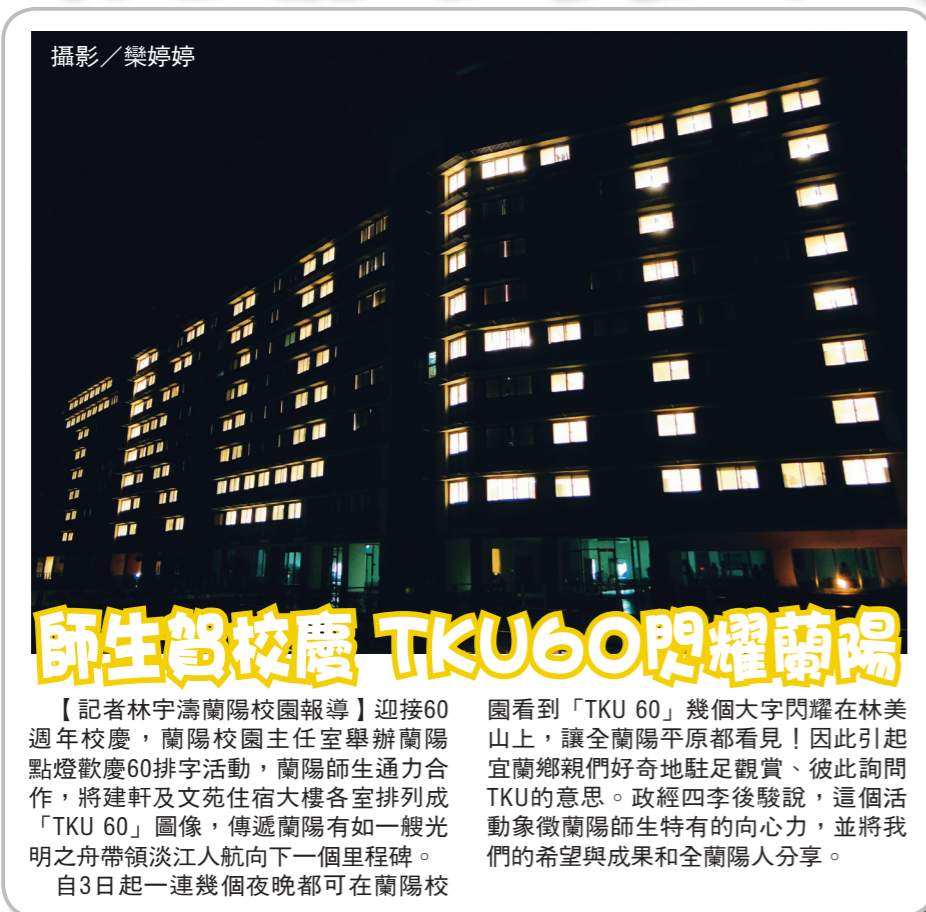 攝影／欒婷婷
師生賀校慶 TKU60閃耀蘭陽
【記者林宇濤蘭陽校園報導】迎接60
週年校慶，蘭陽校園主任室舉辦蘭陽
點燈歡慶60排字活動，蘭陽師生通力合
作，將建軒及文苑住宿大樓各室排列成
「TKU 60」圖像，傳遞蘭陽有如一艘光
明之舟帶領淡江人航向下一個里程碑。
自3日起一連幾個夜晚都可在蘭陽校
園看到「TKU 60」幾個大字閃耀在林美
山上，讓全蘭陽平原都看見！因此引起
宜蘭鄉親們好奇地駐足觀賞、彼此詢問
TKU的意思。政經四李後駿說，這個活
動象徵蘭陽師生特有的向心力，並將我
們的希望與成果和全蘭陽人分享。